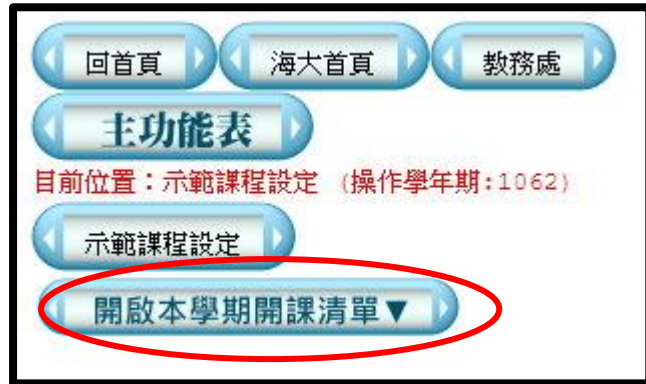 回首頁 海大首頁 教務處
主功能表
目前位置：示範課程設定 (操作學年期:1062)
示範課程設定
開啟本學期開課清單▼